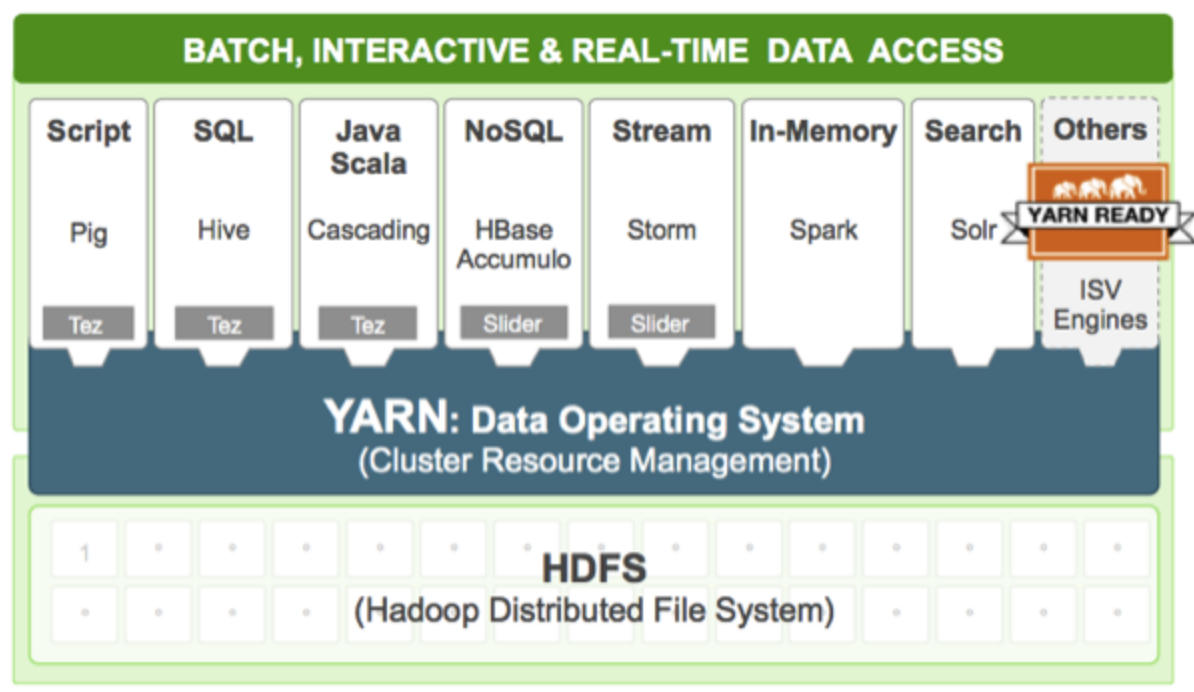 BATCH, INTERACTIVE & REAL-TIME DATA ACCESS
Script
Pig
Tez
SQL
Hive
Tez
Java
Scala
Cascading
Tez
NoSQL
HBase
Accumulo
Slider
Stream
Storm
Slider
In-Memory
Spark
Search
Solr
Others
YARN READY
ISV
Engines
YARN: Data Operating System
(Cluster Resource Management)
1
HDFS
(Hadoop Distributed File System)